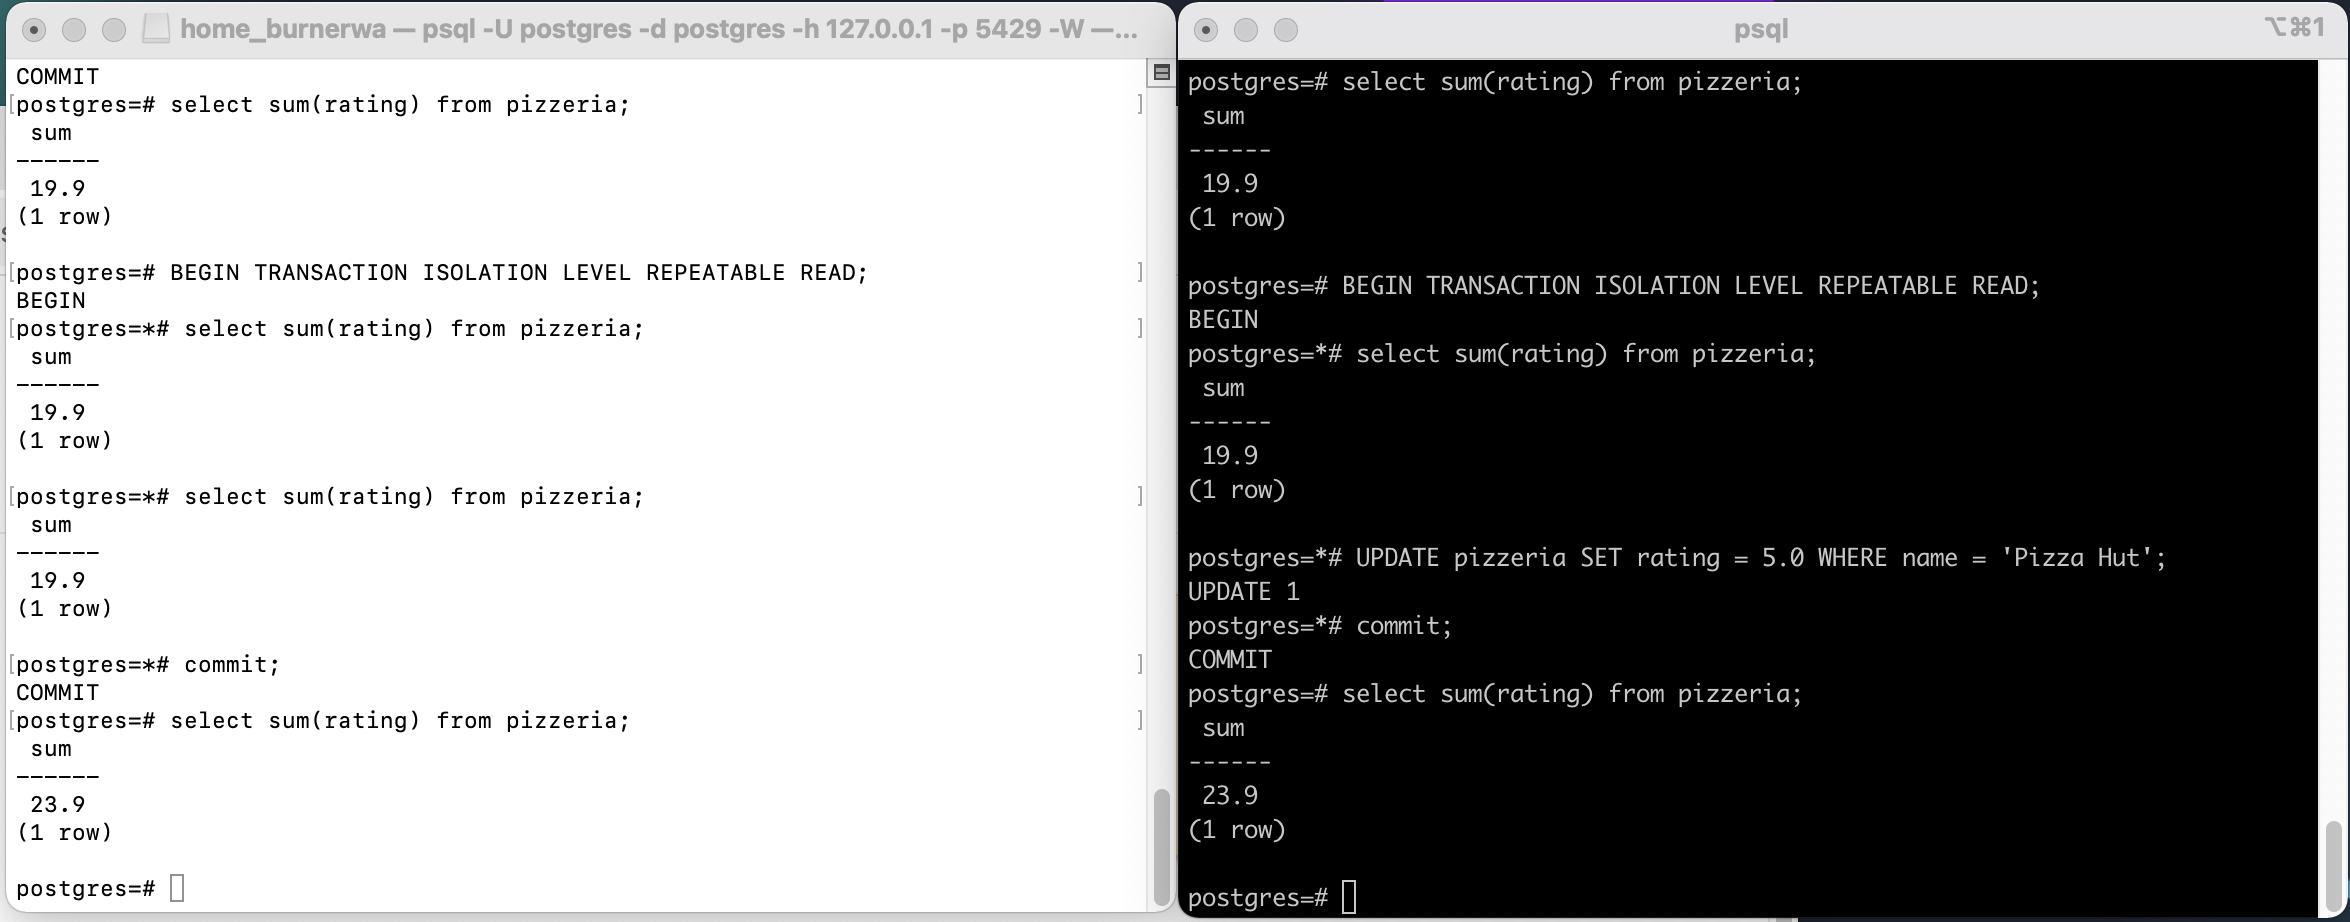 home_burnerwa — psql -U postgres -d postgres -h 127.0.0.1 -p 5429 -W —...
COMMIT
[postgres=# select sum(rating) from pizzeria; ]
sum
------
19.9
(1 row)
[postgres=# BEGIN TRANSACTION ISOLATION LEVEL REPEATABLE READ; ]
BEGIN
[postgres=*# select sum(rating) from pizzeria; ]
sum
------
19.9
(1 row)
[postgres=*# select sum(rating) from pizzeria; ]
sum
------
19.9
(1 row)
[postgres=*# commit; ]
COMMIT
[postgres=# select sum(rating) from pizzeria; ]
sum
------
23.9
(1 row)
postgres=#
psql
⌥⌘1
postgres=# select sum(rating) from pizzeria;
sum
------
19.9
(1 row)
postgres=# BEGIN TRANSACTION ISOLATION LEVEL REPEATABLE READ;
BEGIN
postgres=*# select sum(rating) from pizzeria;
sum
------
19.9
(1 row)
postgres=*# UPDATE pizzeria SET rating = 5.0 WHERE name = 'Pizza Hut';
UPDATE 1
postgres=*# commit;
COMMIT
postgres=# select sum(rating) from pizzeria;
sum
------
23.9
(1 row)
postgres=#